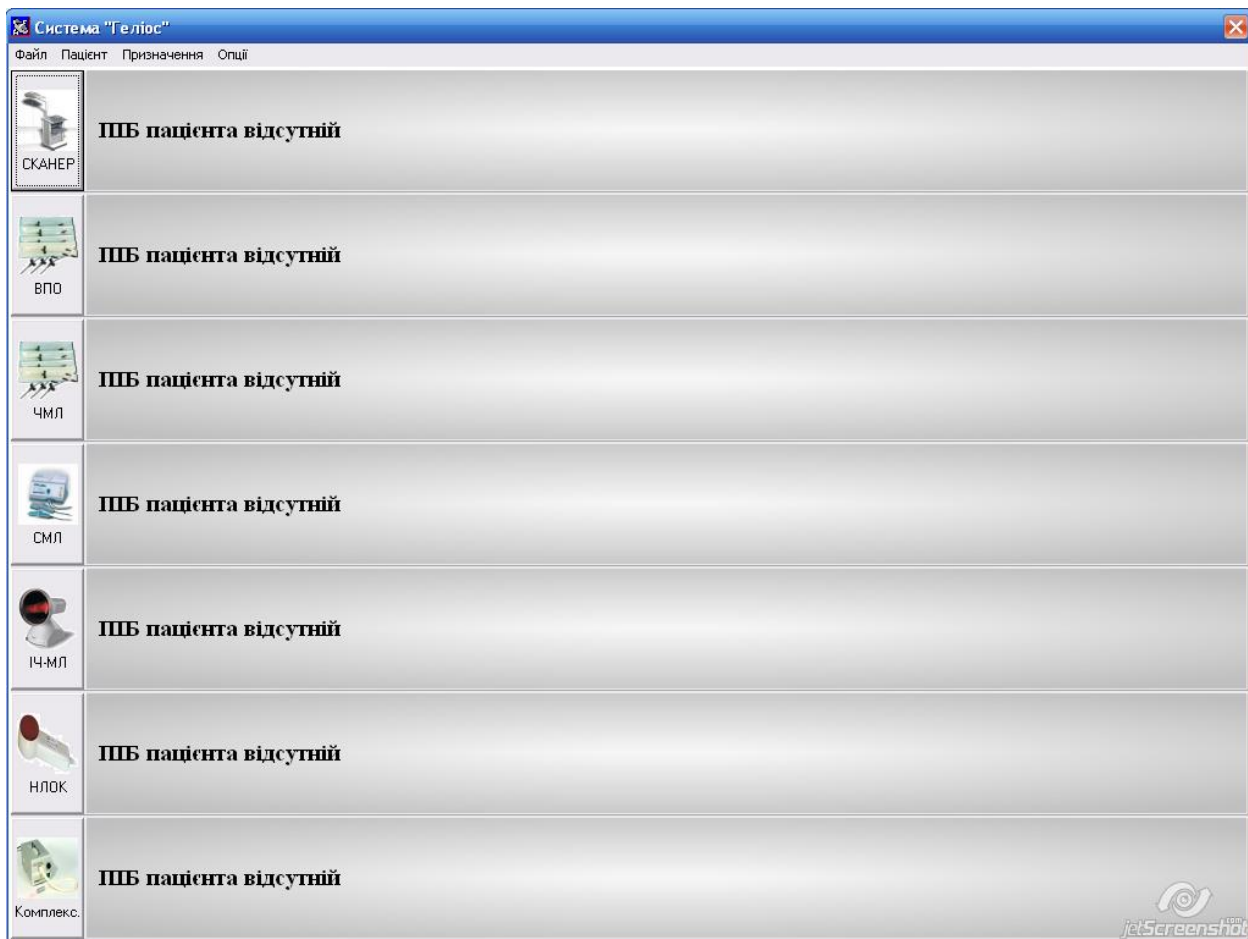 Система "Геліос"
Файл Пацієнт Призначення Опції
СКАНЕР
ПІБ пацієнта відсутній
ВПО
ПІБ пацієнта відсутній
ЧМЛ
ПІБ пацієнта відсутній
СМЛ
ПІБ пацієнта відсутній
ІЧ-МЛ
ПІБ пацієнта відсутній
НЛОК
ПІБ пацієнта відсутній
Комплекс.
ПІБ пацієнта відсутній
jetScreenshot.com